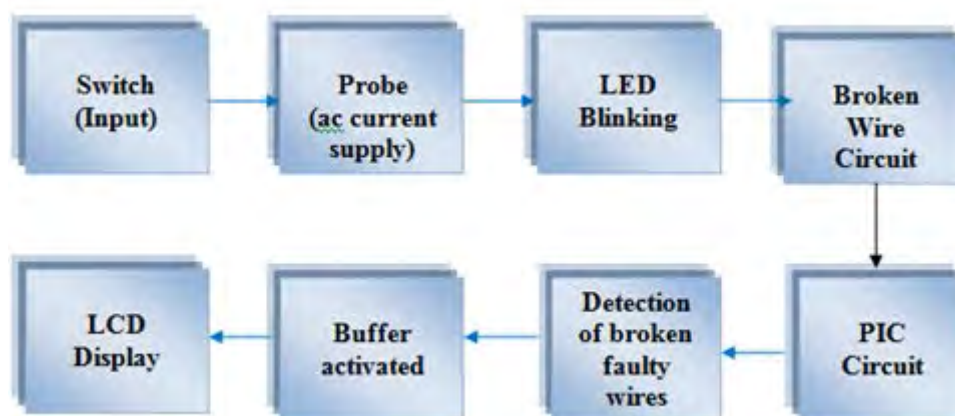 Switch
(Input)
Probe
(ac current
supply)
LED
Blinking
Broken
Wire
Circuit
LCD
Display
Buffer
activated
Detection
of broken
faulty
wires
PIC
Circuit